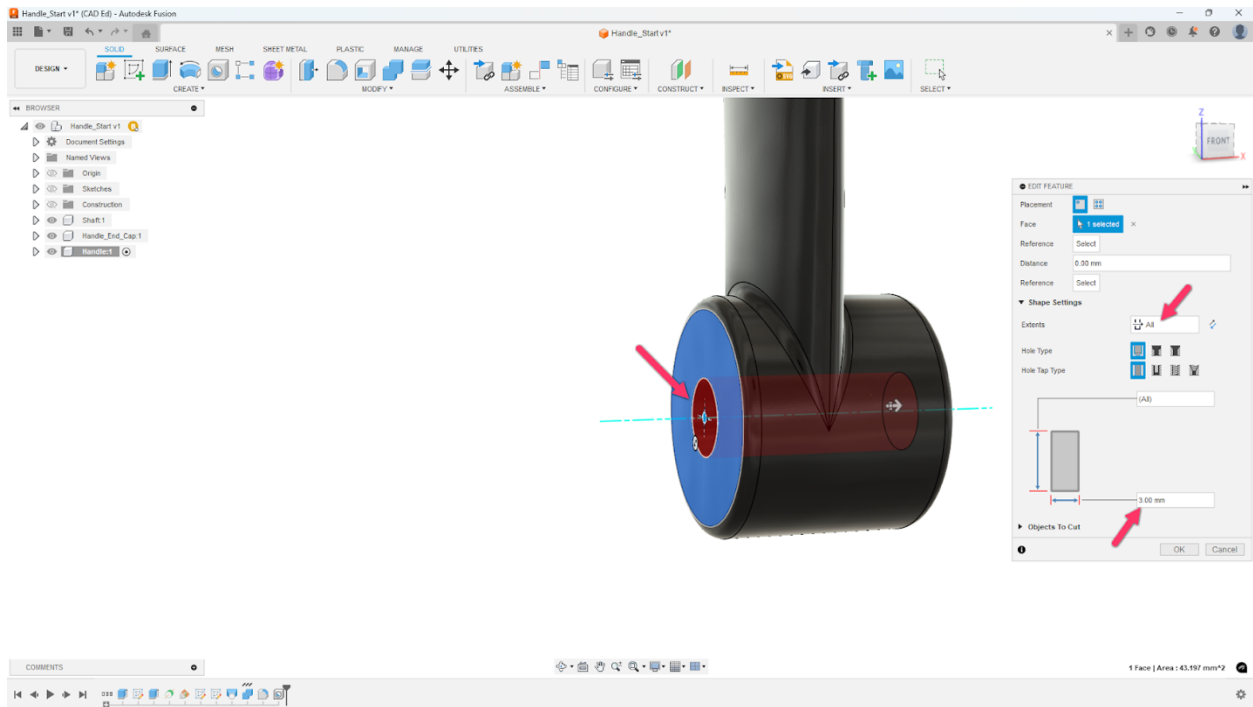 Handle_Start v1* (CAD Ed) - Autodesk Fusion
Handle_Start v1*
SOLID SURFACE MESH SHEET METAL PLASTIC MANAGE UTILITIES
DESIGN
CREATE MODIFY ASSEMBLE CONFIGURE CONSTRUCT INSPECT INSERT SELECT
BROWSER
Handle_Start v1
Document Settings
Named Views
Origin
Sketches
Construction
Shaft:1
Handle_End_Cap:1
Handle:1
Z
FRONT
X
EDIT FEATURE
Placement
Face 1 selected
Reference Select
Distance 0.00 mm
Reference Select
Shape Settings
Extents All
Hole Type
Hole Tap Type
(All)
3.00 mm
Objects To Cut
OK Cancel
COMMENTS
1 Face | Area : 43.197 mm^2